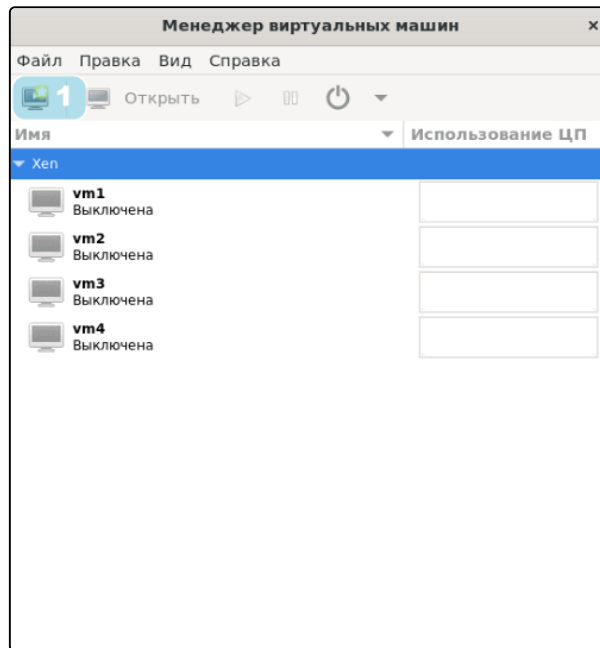 Менеджер виртуальных машин ×
Файл Правка Вид Справка
1 Открыть
Имя Использование ЦП
Xen
vm1
Выключена
vm2
Выключена
vm3
Выключена
vm4
Выключена